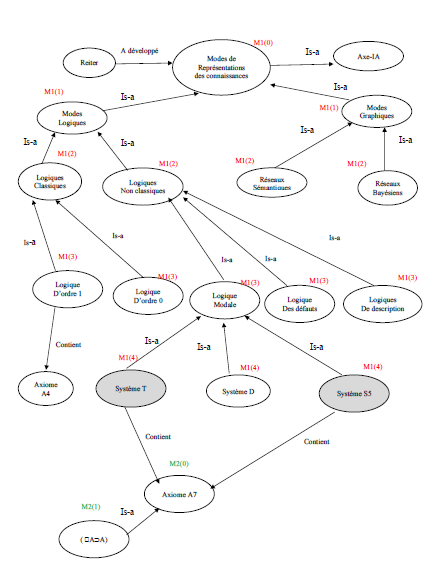 M1(0)
A développé
Is-a
Reiter
Modes de
Représentations
des connaissances
Axe-IA
M1(1)
Is-a
Is-a
M1(1)
Modes
Logiques
Modes
Graphiques
Is-a
Is-a
Is-a
Is-a
M1(2)
M1(2)
M1(2)
M1(2)
Logiques
Classiques
Logiques
Non classiques
Réseaux
Sémantiques
Réseaux
Bayésiens
Is-a
Is-a
Is-a
Is-a
Is-a
M1(3)
M1(3)
M1(3)
M1(3)
M1(3)
Logique
D'ordre 1
Logique
D'ordre 0
Logique
Modale
Logique
Des défauts
Logiques
De description
Contient
Is-a
Is-a
Is-a
M1(4)
M1(4)
M1(4)
Axiome
A4
Système T
Système D
Système S5
Contient
Contient
M2(0)
Axiome A7
M2(1)
Is-a
( □A⊃A)